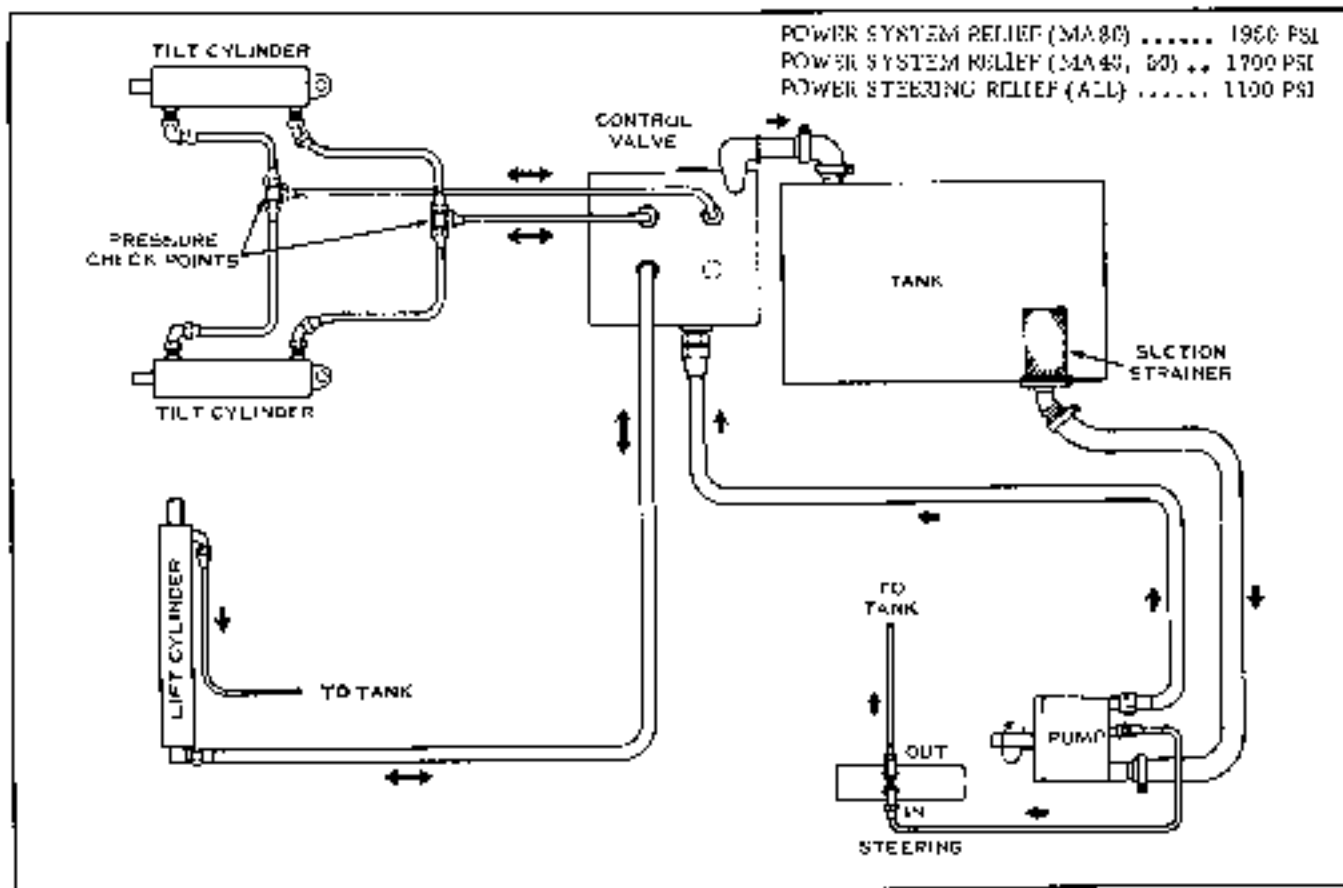 POWER SYSTEM RELIEF (MA80) ...... PSI
POWER SYSTEM RELIEF (MA40, 60) .. 1700 PSI
POWER STEERING RELIEF (ALL) ...... 1100 PSI
TILT CYLINDER
CONTROL
VALVE
PRESSURE
CHECK POINTS
TANK
SUCTION
STRAINER
TILT CYLINDER
LIFT CYLINDER
TO TANK
TO
TANK
PUMP
OUT
IN
STEERING